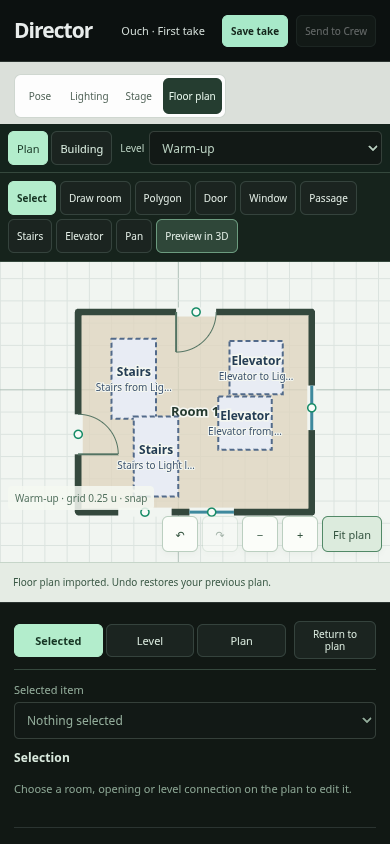 Director
Ouch · First take
Save take
Send to Crew
Pose
Lighting
Stage
Floor plan
Plan
Building
Level
Warm-up
Select
Draw room
Polygon
Door
Window
Passage
Stairs
Elevator
Pan
Preview in 3D
Stairs
Stairs from Lig...
Elevator
Elevator to Lig...
Room 1
Elevator
Elevator from ...
Stairs
Stairs to Light l...
Warm-up · grid 0.25 u · snap
↶
↷
−
+
Fit plan
Floor plan imported. Undo restores your previous plan.
Selected
Level
Plan
Return to
plan
Selected item
Nothing selected
Selection
Choose a room, opening or level connection on the plan to edit it.